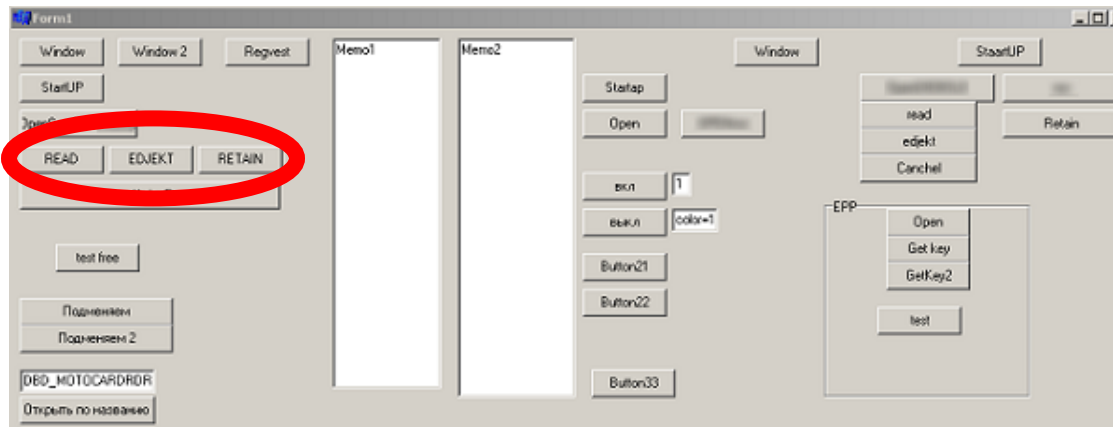 Form1
Window Window 2 Regvest Memo1 Memo2 Window StaartUP
StartUP Startap
Open read Retain
edjekt
READ EDJEKT RETAIN Canchel
вкл 1
EPP
выкл color=1 Open
Get key
test free Button21 GetKey2
Button22
Подменяем test
Подменяем 2
DBD_MOTOCARDRDR Button33
Открыть по названию